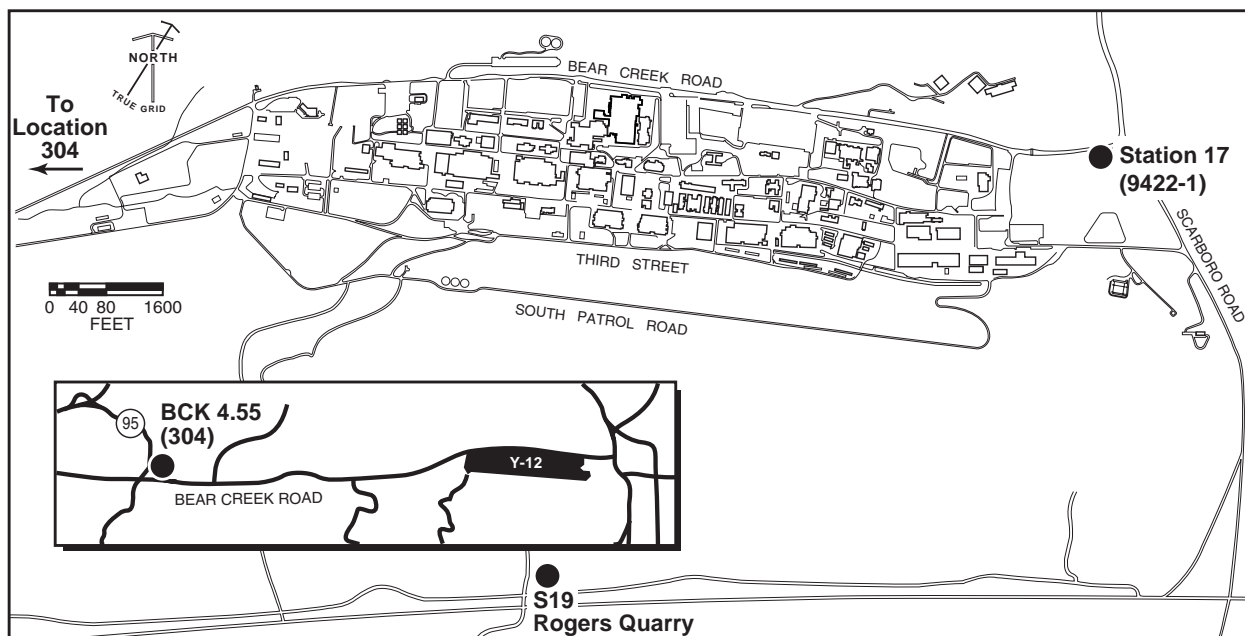 NORTH
TRUE GRID
To
Location
304
BEAR CREEK ROAD
Station 17
(9422-1)
SCARBORO ROAD
THIRD STREET
SOUTH PATROL ROAD
0 40 80 1600
FEET
95
BCK 4.55
(304)
Y-12
BEAR CREEK ROAD
S19
Rogers Quarry